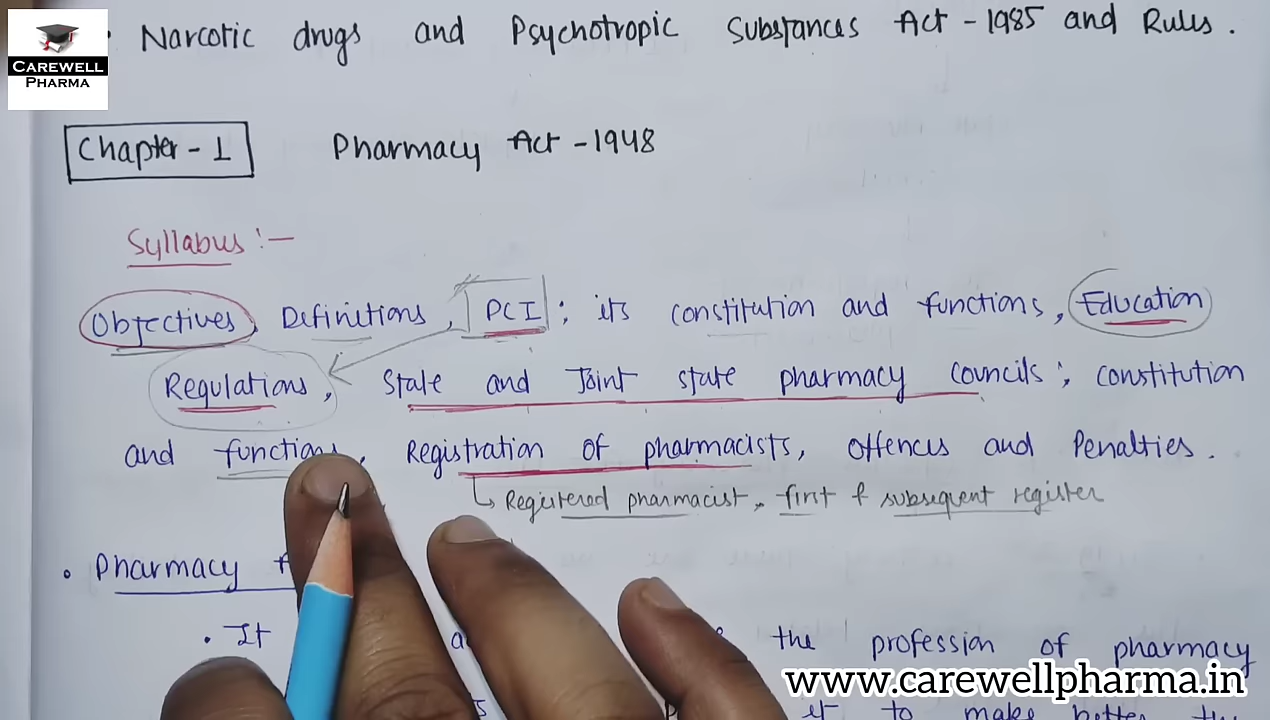 CAREWELL
PHARMA
• Narcotic drugs and Psychotropic Substances Act - 1985 and Rules .
Chapter - 1 Pharmacy Act - 1948
Syllabus :-
Objectives, Definitions, PCI ; its constitution and functions, Education
Regulations, State and Joint state pharmacy councils ; constitution
and functions, Registration of pharmacists, offences and Penalties .
Registered pharmacist, first & subsequent register
• Pharmacy
• It the profession of pharmacy
www.carewellpharma.in
it to make better